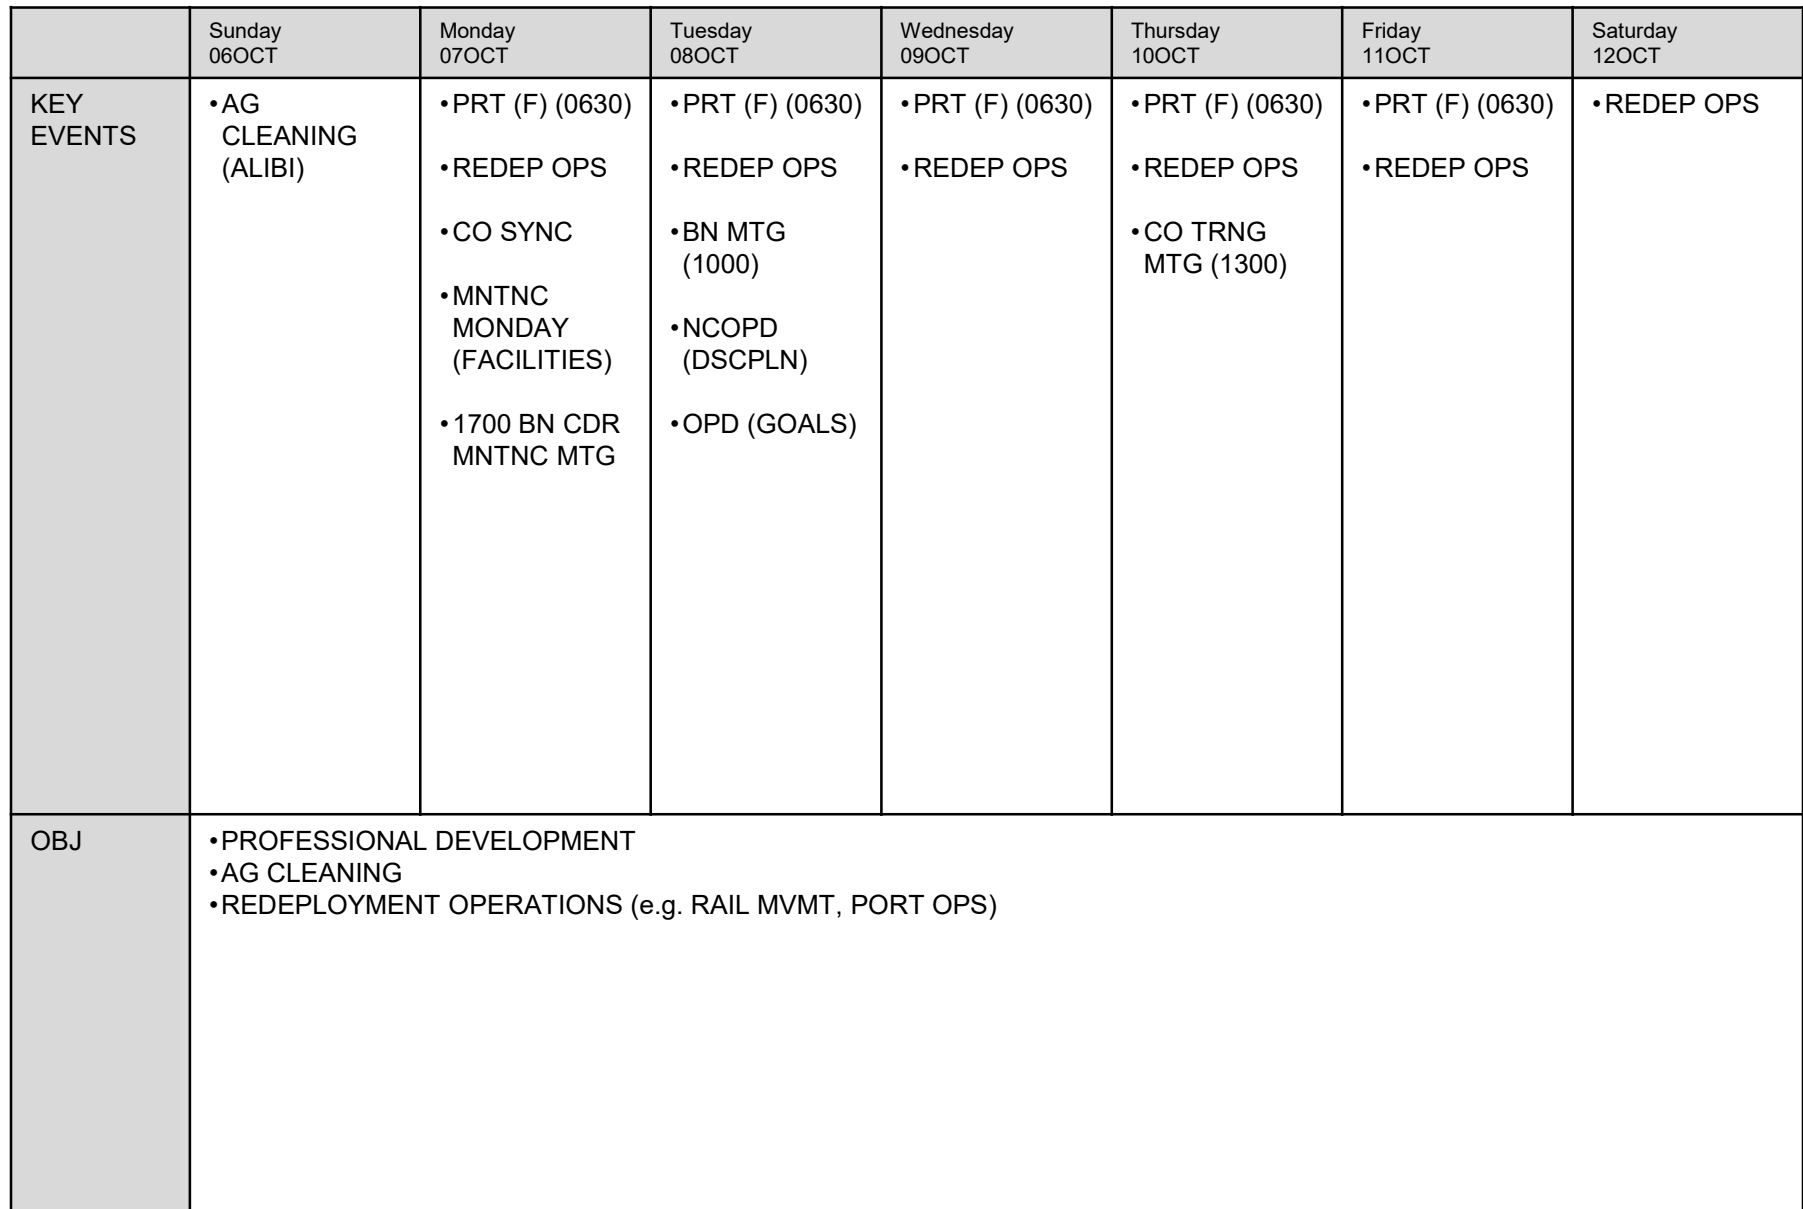 Sunday
06OCT
Monday
07OCT
Tuesday
08OCT
Wednesday
09OCT
Thursday
10OCT
Friday
11OCT
Saturday
12OCT
KEY
EVENTS
•AG
CLEANING
(ALIBI)
•PRT (F) (0630)
•REDEP OPS
•CO SYNC
•MNTNC
MONDAY
(FACILITIES)
•1700 BN CDR
MNTNC MTG
•PRT (F) (0630)
•REDEP OPS
•BN MTG
(1000)
•NCOPD
(DSCPLN)
•OPD (GOALS)
•PRT (F) (0630)
•REDEP OPS
•PRT (F) (0630)
•REDEP OPS
•CO TRNG
MTG (1300)
•PRT (F) (0630)
•REDEP OPS
•REDEP OPS
OBJ
•PROFESSIONAL DEVELOPMENT
•AG CLEANING
•REDEPLOYMENT OPERATIONS (e.g. RAIL MVMT, PORT OPS)